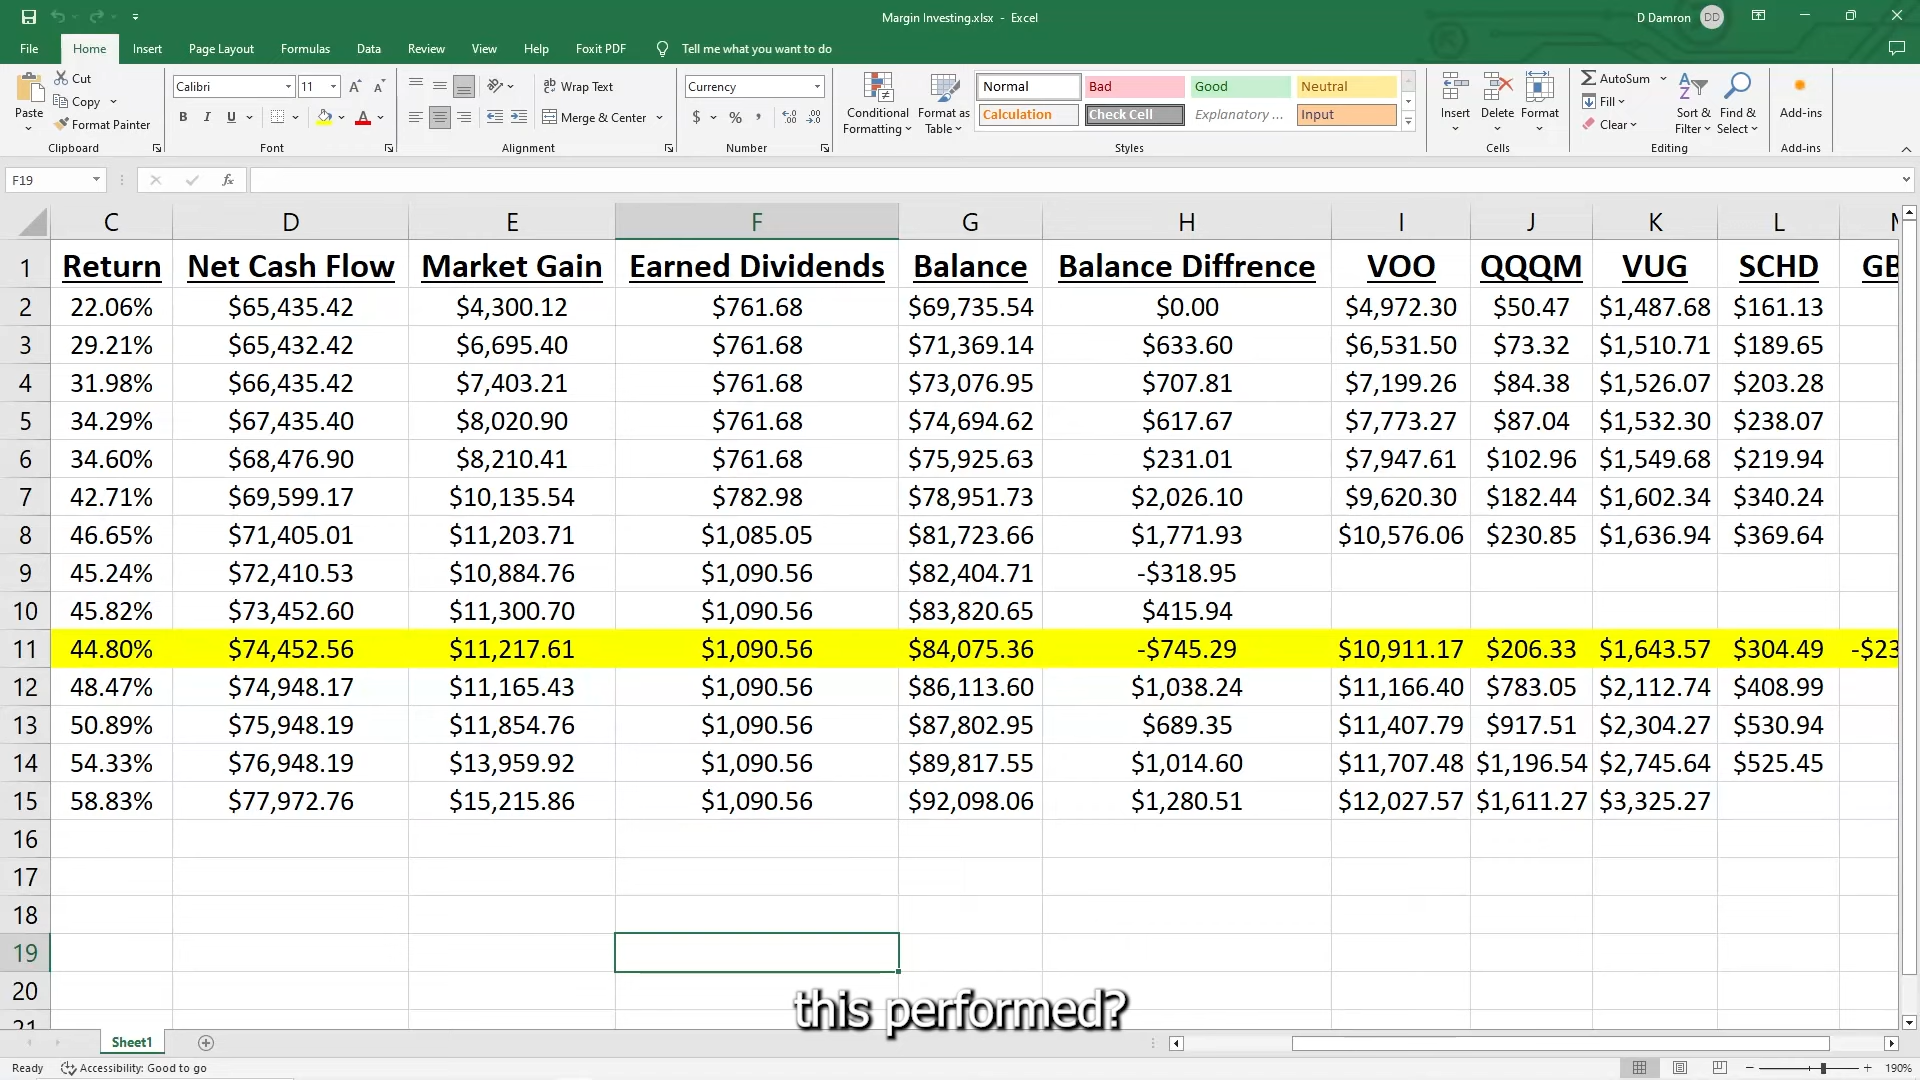 Margin Investing.xlsx - Excel
D Damron DD
File Home Insert Page Layout Formulas Data Review View Help Foxit PDF Tell me what you want to do
Paste
Cut
Copy
Format Painter
Clipboard
Calibri 11
B I U
Font
Wrap Text
Merge & Center
Alignment
Currency
$ % ,
Number
Conditional Formatting
Format as Table
Normal Bad Good Neutral
Calculation Check Cell Explanatory ... Input
Styles
Insert Delete Format
Cells
AutoSum
Fill
Clear
Sort & Filter
Find & Select
Editing
Add-ins
Add-ins
F19 fx
C D E F G H I J K L
1 Return Net Cash Flow Market Gain Earned Dividends Balance Balance Diffrence VOO QQQM VUG SCHD GB
2 22.06% $65,435.42 $4,300.12 $761.68 $69,735.54 $0.00 $4,972.30 $50.47 $1,487.68 $161.13
3 29.21% $65,432.42 $6,695.40 $761.68 $71,369.14 $633.60 $6,531.50 $73.32 $1,510.71 $189.65
4 31.98% $66,435.42 $7,403.21 $761.68 $73,076.95 $707.81 $7,199.26 $84.38 $1,526.07 $203.28
5 34.29% $67,435.40 $8,020.90 $761.68 $74,694.62 $617.67 $7,773.27 $87.04 $1,532.30 $238.07
6 34.60% $68,476.90 $8,210.41 $761.68 $75,925.63 $231.01 $7,947.61 $102.96 $1,549.68 $219.94
7 42.71% $69,599.17 $10,135.54 $782.98 $78,951.73 $2,026.10 $9,620.30 $182.44 $1,602.34 $340.24
8 46.65% $71,405.01 $11,203.71 $1,085.05 $81,723.66 $1,771.93 $10,576.06 $230.85 $1,636.94 $369.64
9 45.24% $72,410.53 $10,884.76 $1,090.56 $82,404.71 -$318.95
10 45.82% $73,452.60 $11,300.70 $1,090.56 $83,820.65 $415.94
11 44.80% $74,452.56 $11,217.61 $1,090.56 $84,075.36 -$745.29 $10,911.17 $206.33 $1,643.57 $304.49 -$23
12 48.47% $74,948.17 $11,165.43 $1,090.56 $86,113.60 $1,038.24 $11,166.40 $783.05 $2,112.74 $408.99
13 50.89% $75,948.19 $11,854.76 $1,090.56 $87,802.95 $689.35 $11,407.79 $917.51 $2,304.27 $530.94
14 54.33% $76,948.19 $13,959.92 $1,090.56 $89,817.55 $1,014.60 $11,707.48 $1,196.54 $2,745.64 $525.45
15 58.83% $77,972.76 $15,215.86 $1,090.56 $92,098.06 $1,280.51 $12,027.57 $1,611.27 $3,325.27
16
17
18
19
20
21
this performed?
Sheet1
Ready Accessibility: Good to go 190%